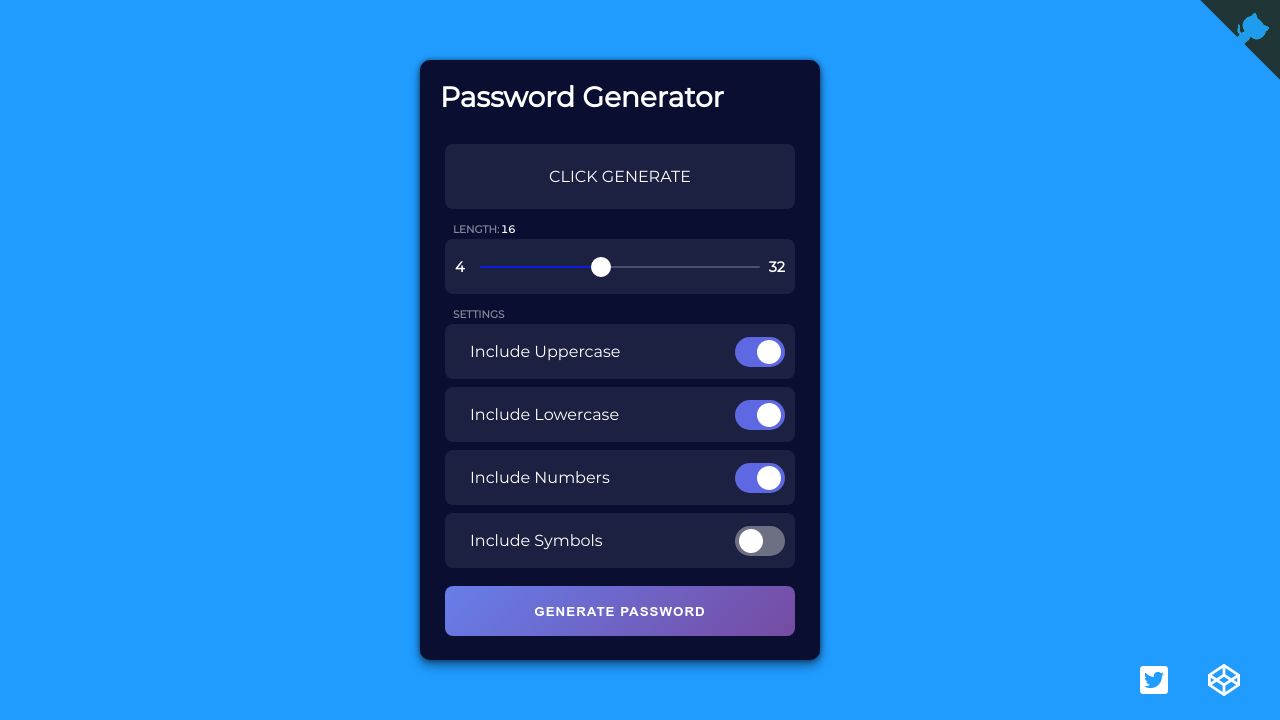 Password Generator
CLICK GENERATE
LENGTH: 16
4 32
SETTINGS
Include Uppercase
Include Lowercase
Include Numbers
Include Symbols
GENERATE PASSWORD